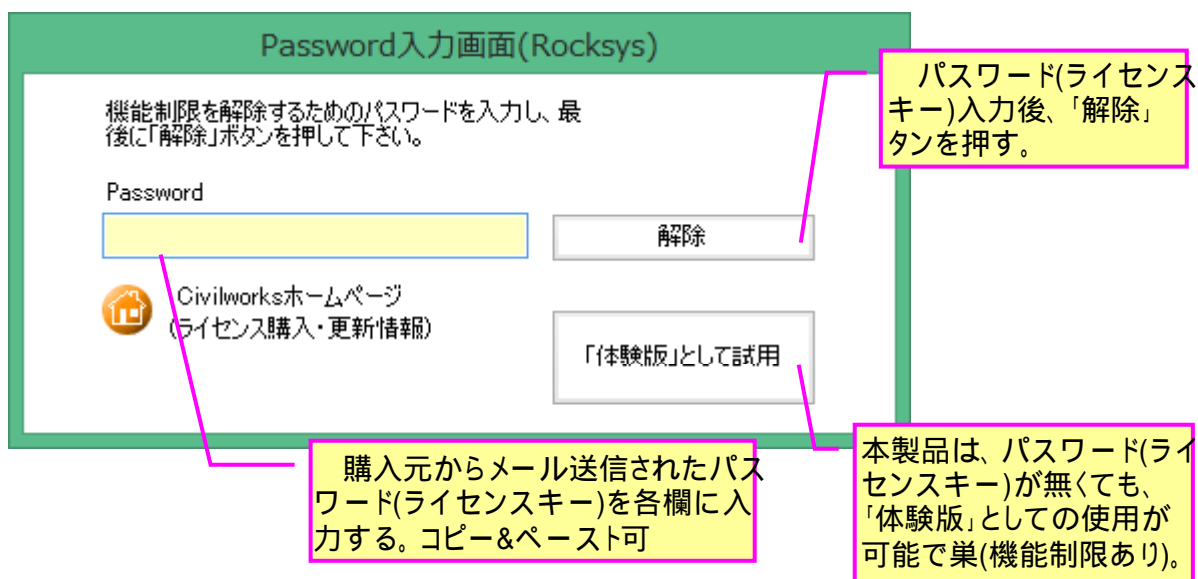 Password入力画面(Rocksys)
機能制限を解除するためのパスワードを入力し、最
後に「解除」ボタンを押して下さい。
Password
解除
Civilworksホームページ
(ライセンス購入・更新情報)
「体験版」として試用
パスワード(ライセンス
キー)入力後、「解除」
タンを押す。
購入元からメール送信されたパス
ワード(ライセンスキー)を各欄に入
力する。コピー&ペースト可
本製品は、パスワード(ライ
センスキー)が無くても、
「体験版」としての使用が
可能で巣(機能制限あり)。